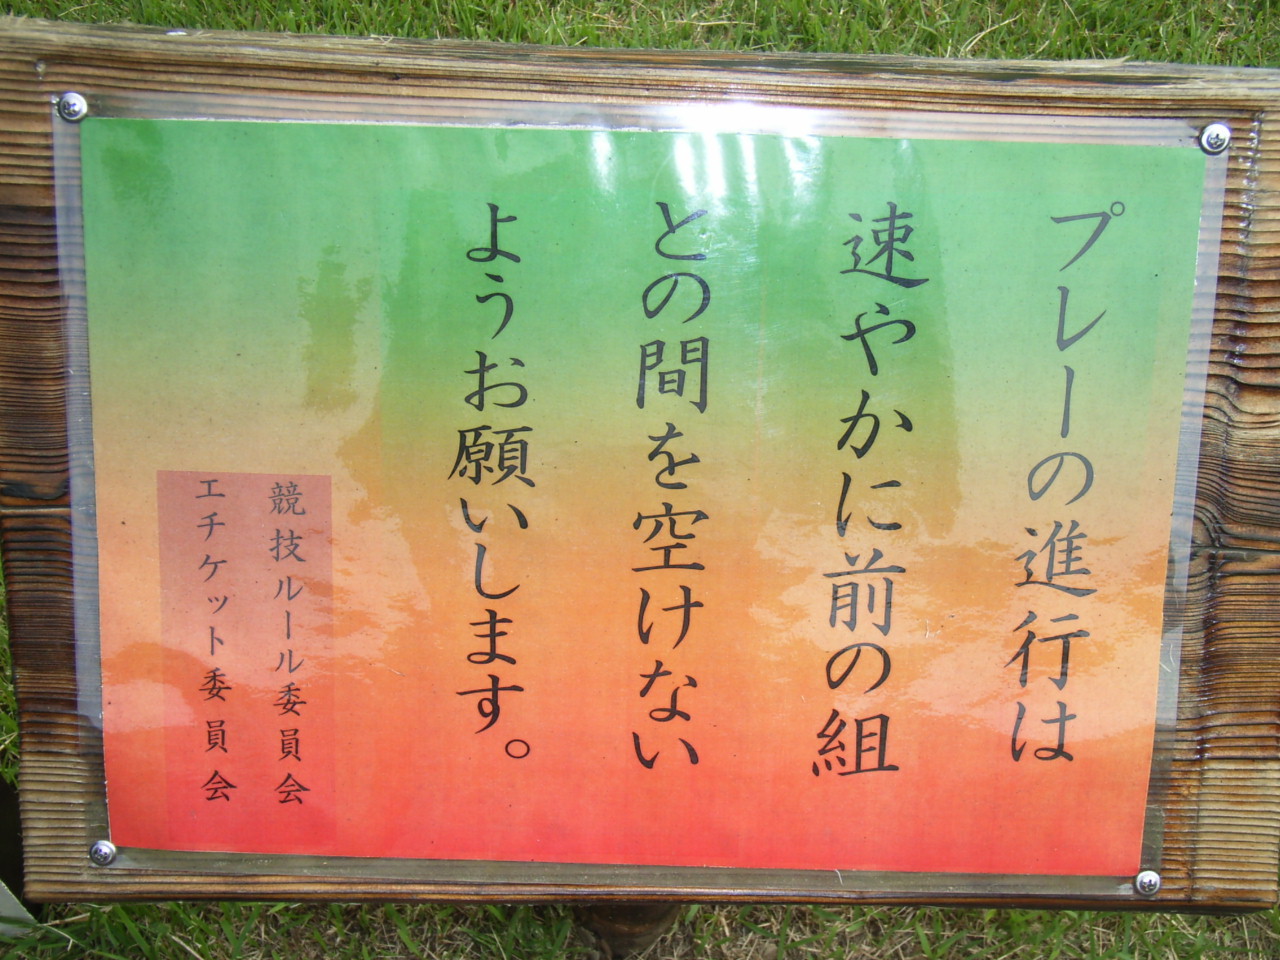 プレーの進行は
速やかに前の組
との間を空けない
ようお願いします。
競技ルール委員会
エチケット委員会